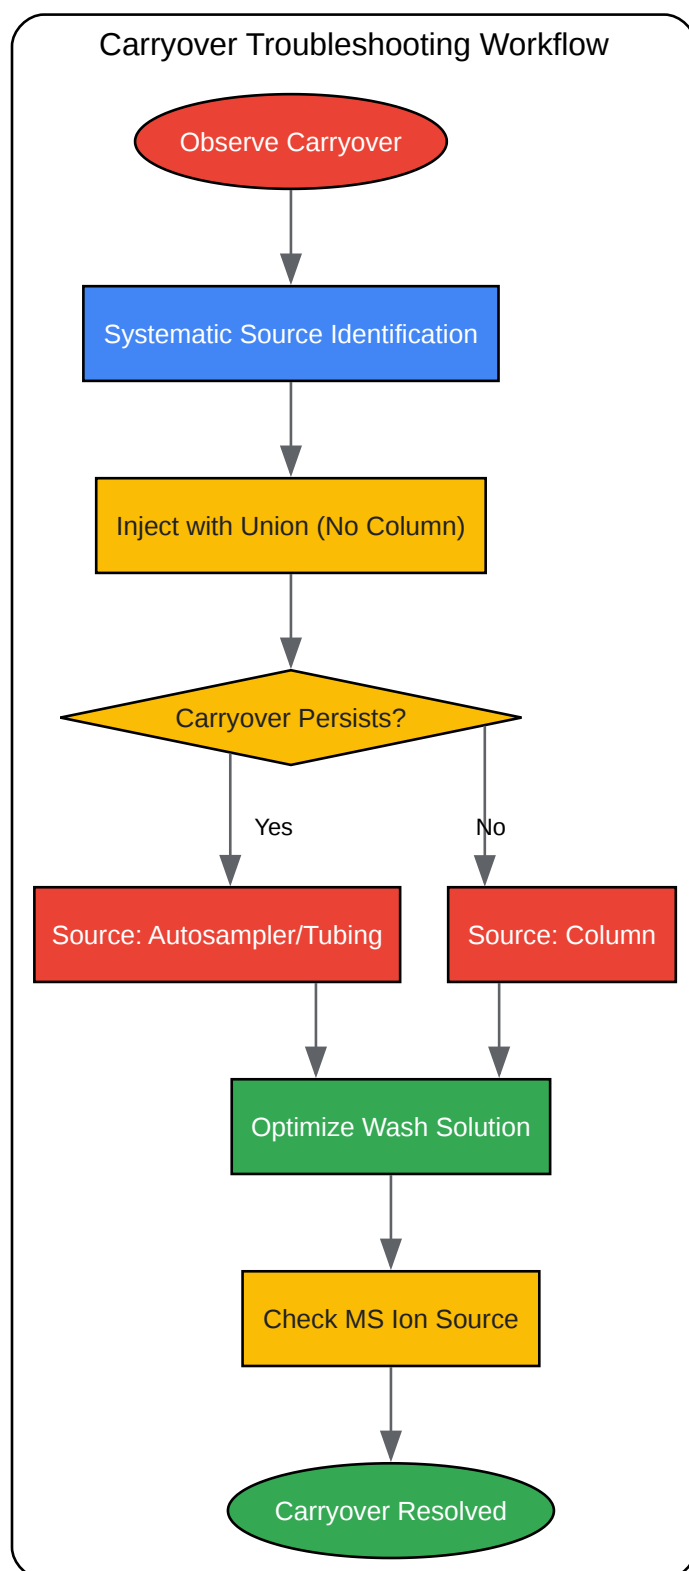 Carryover Troubleshooting Workflow
Observe Carryover
Systematic Source Identification
Inject with Union (No Column)
Carryover Persists?
Yes
No
Source: Autosampler/Tubing
Source: Column
Optimize Wash Solution
Check MS Ion Source
Carryover Resolved